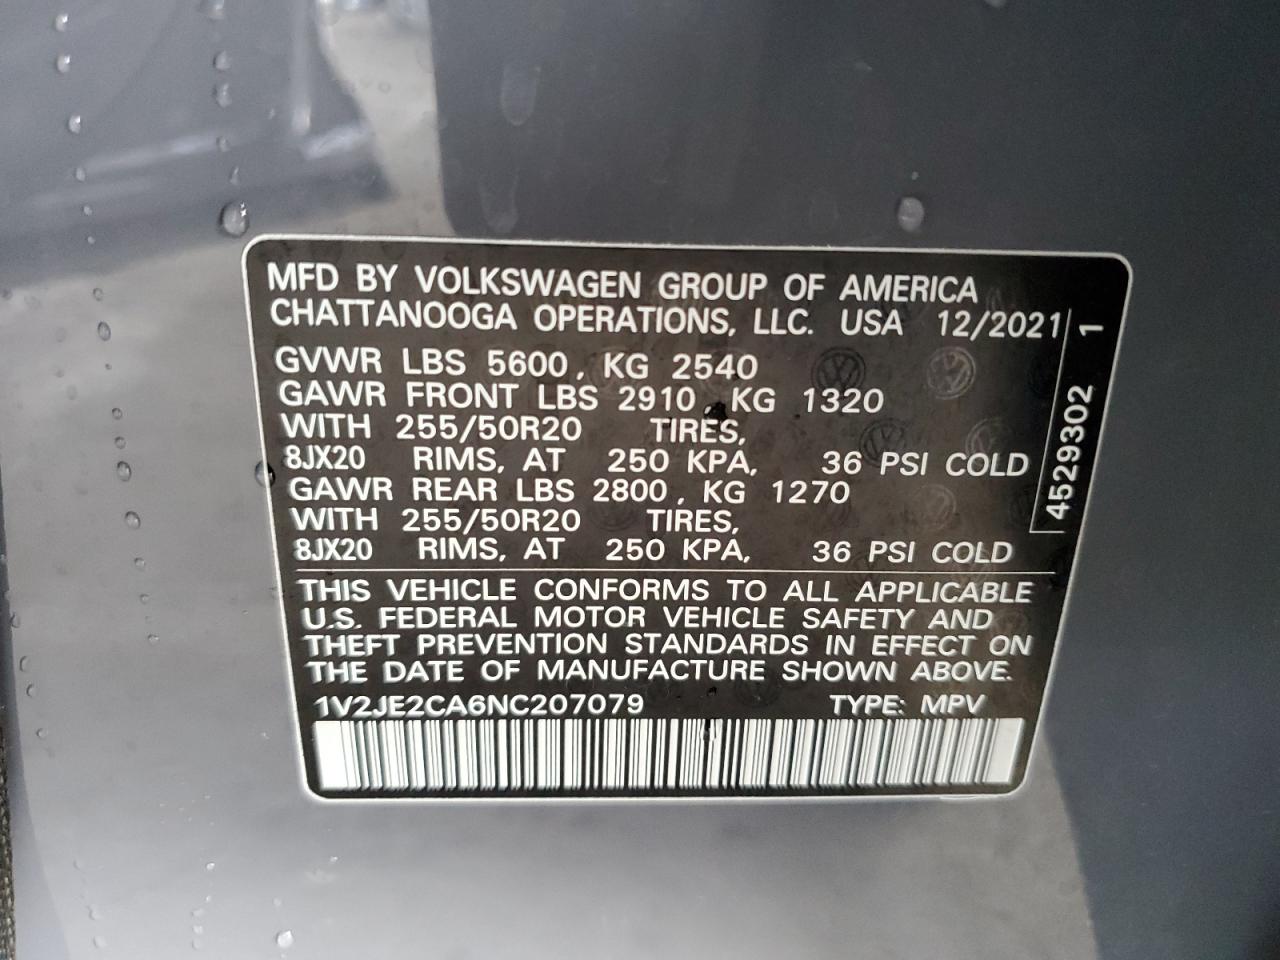 MFD BY VOLKSWAGEN GROUP OF AMERICA
CHATTANOOGA OPERATIONS, LLC. USA 12/2021
GVWR LBS 5600, KG 2540
GAWR FRONT LBS 2910, KG 1320
WITH 255/50R20 TIRES,
8JX20 RIMS, AT 250 KPA, 36 PSI COLD
GAWR REAR LBS 2800, KG 1270
WITH 255/50R20 TIRES,
8JX20 RIMS, AT 250 KPA, 36 PSI COLD
THIS VEHICLE CONFORMS TO ALL APPLICABLE
U.S. FEDERAL MOTOR VEHICLE SAFETY AND
THEFT PREVENTION STANDARDS IN EFFECT ON
THE DATE OF MANUFACTURE SHOWN ABOVE.
1V2JE2CA6NC207079 TYPE: MPV
4529302 1